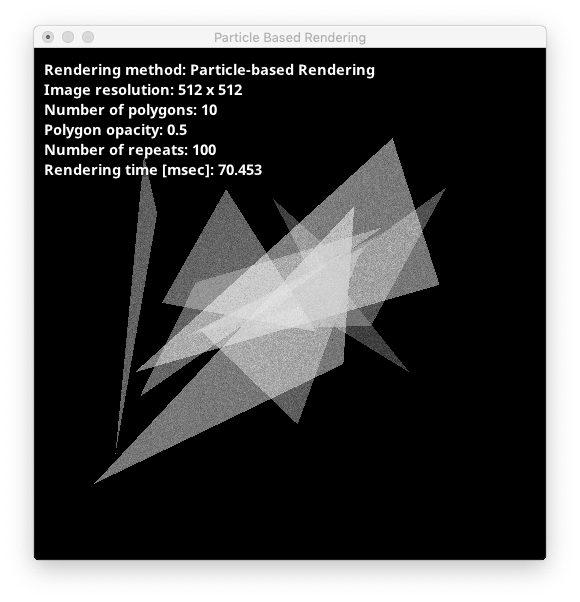 Particle Based Rendering
Rendering method: Particle-based Rendering
Image resolution: 512 x 512
Number of polygons: 10
Polygon opacity: 0.5
Number of repeats: 100
Rendering time [msec]: 70.453